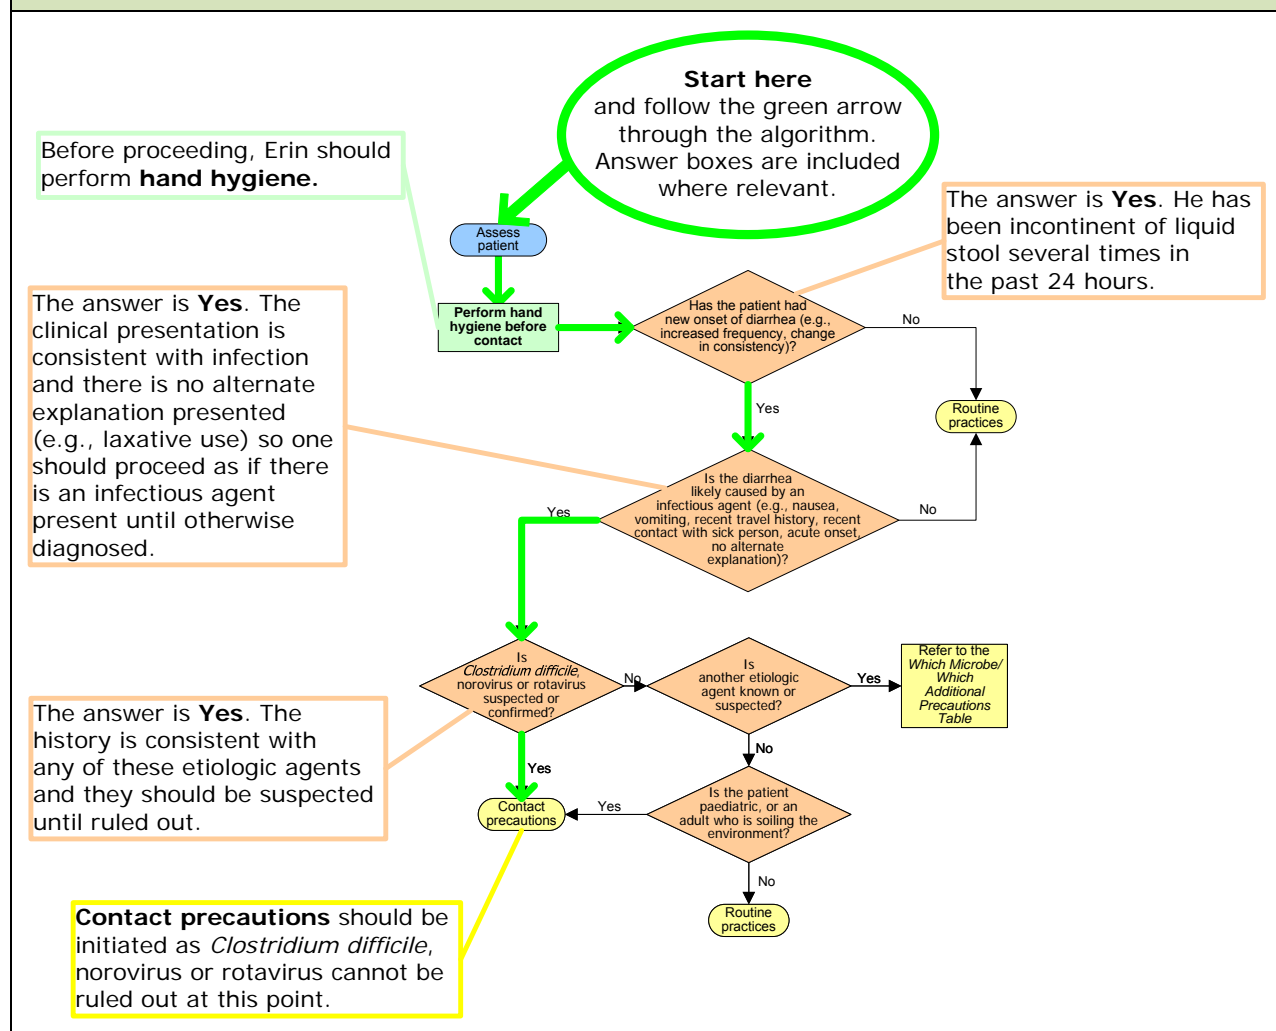 Start here
and follow the green arrow
through the algorithm.
Answer boxes are included
where relevant.
Before proceeding, Erin should
perform hand hygiene.
The answer is Yes. He has
been incontinent of liquid
stool several times in
the past 24 hours.
Assess
patient
Perform hand
hygiene before
contact
Has the patient had
new onset of diarrhea (e.g.,
increased frequency, change
in consistency)?
No
Yes
Routine
practices
The answer is Yes. The
clinical presentation is
consistent with infection
and there is no alternate
explanation presented
(e.g., laxative use) so one
should proceed as if there
is an infectious agent
present until otherwise
diagnosed.
Is the diarrhea
likely caused by an
infectious agent (e.g., nausea,
vomiting, recent travel history, recent
contact with sick person, acute onset,
no alternate
explanation)?
No
Yes
Is
Clostridium difficile,
norovirus or rotavirus
suspected or
confirmed?
No
Is
another etiologic
agent known or
suspected?
Yes
Refer to the
Which Microbe/
Which
Additional
Precautions
Table
The answer is Yes. The
history is consistent with
any of these etiologic agents
and they should be suspected
until ruled out.
Yes
No
Contact
precautions
Yes
Is the patient
paediatric, or an
adult who is soiling the
environment?
No
Routine
practices
Contact precautions should be
initiated as Clostridium difficile,
norovirus or rotavirus cannot be
ruled out at this point.